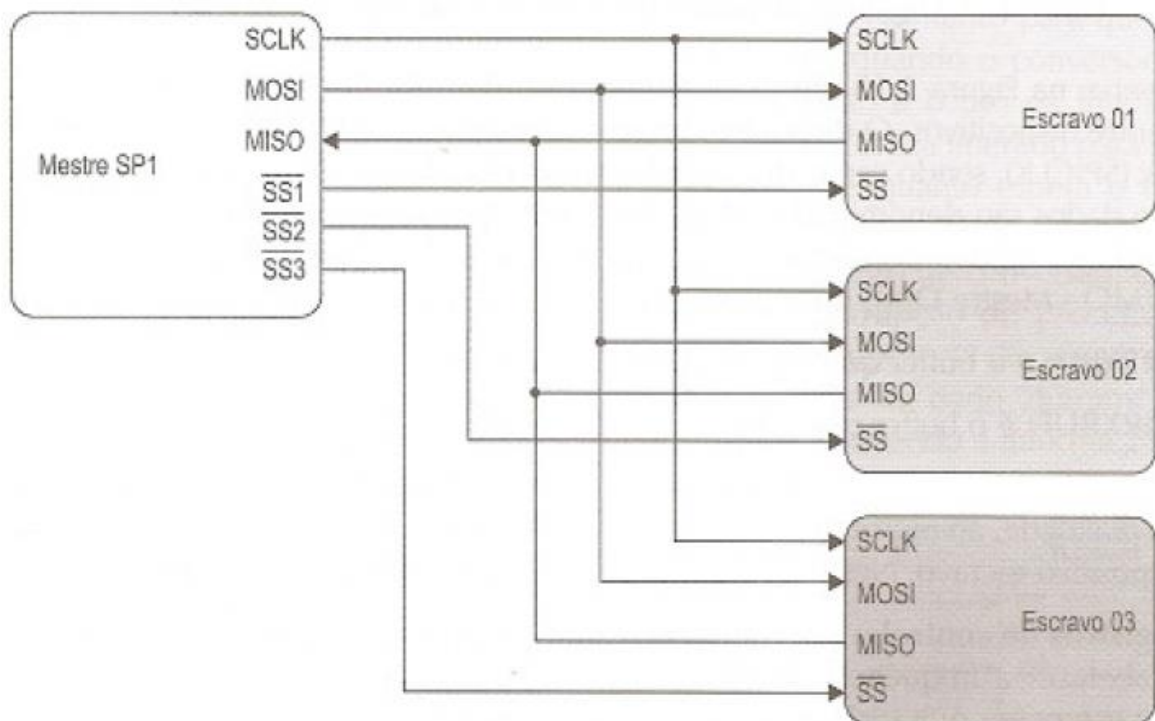 SCLK
MOSI
MISO
SS1
SS2
SS3
Mestre SP1
SCLK
MOSI
MISO
SS
Escravo 01
SCLK
MOSI
MISO
SS
Escravo 02
SCLK
MOSI
MISO
SS
Escravo 03